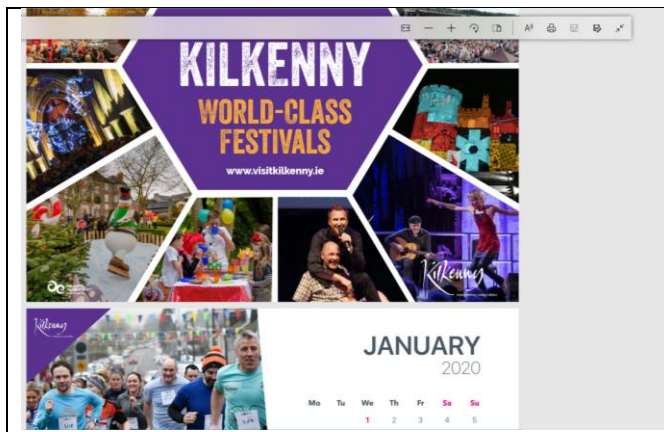 KILKENNY
WORLD-CLASS
FESTIVALS
www.visitkilkenny.ie
Kilkenny
Kilkenny
JANUARY
2020
Mo Tu We Th Fr Sa Su
1 2 3 4 5